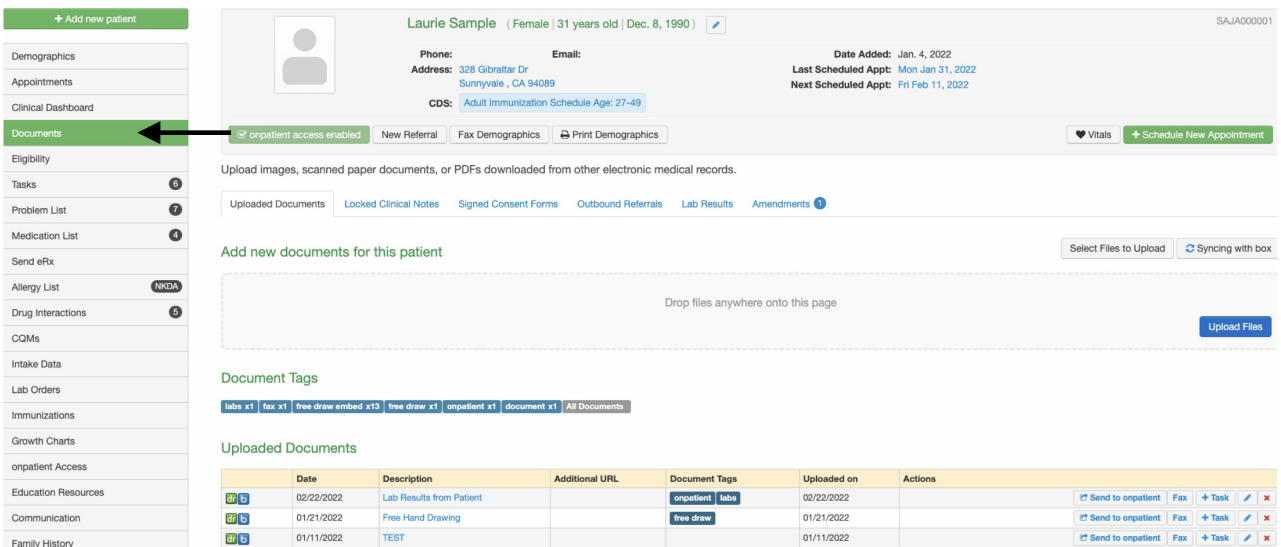 + Add new patient
Demographics
Appointments
Clinical Dashboard
Documents
Eligibility
Tasks 6
Problem List 7
Medication List 4
Send eRx
Allergy List NKDA
Drug Interactions 5
CQMs
Intake Data
Lab Orders
Immunizations
Growth Charts
onpatient Access
Education Resources
Communication
Family History
Laurie Sample ( Female | 31 years old | Dec. 8, 1990 )
SAJA000001
Phone: Email:
Address: 328 Gibraltar Dr
Sunnyvale , CA 94089
CDS: Adult Immunization Schedule Age: 27-49
Date Added: Jan. 4, 2022
Last Scheduled Appt: Mon Jan 31, 2022
Next Scheduled Appt: Fri Feb 11, 2022
onpatient access enabled New Referral Fax Demographics Print Demographics Vitals + Schedule New Appointment
Upload images, scanned paper documents, or PDFs downloaded from other electronic medical records.
Uploaded Documents Locked Clinical Notes Signed Consent Forms Outbound Referrals Lab Results Amendments 1
Add new documents for this patient
Select Files to Upload Syncing with box
Drop files anywhere onto this page
Upload Files
Document Tags
labs x1 fax x1 free draw embed x13 free draw x1 onpatient x1 document x1 All Documents
Uploaded Documents
Date Description Additional URL Document Tags Uploaded on Actions
dr b 02/22/2022 Lab Results from Patient onpatient labs 02/22/2022 Send to onpatient Fax + Task
dr b 01/21/2022 Free Hand Drawing free draw 01/21/2022 Send to onpatient Fax + Task
dr b 01/11/2022 TEST 01/11/2022 Send to onpatient Fax + Task